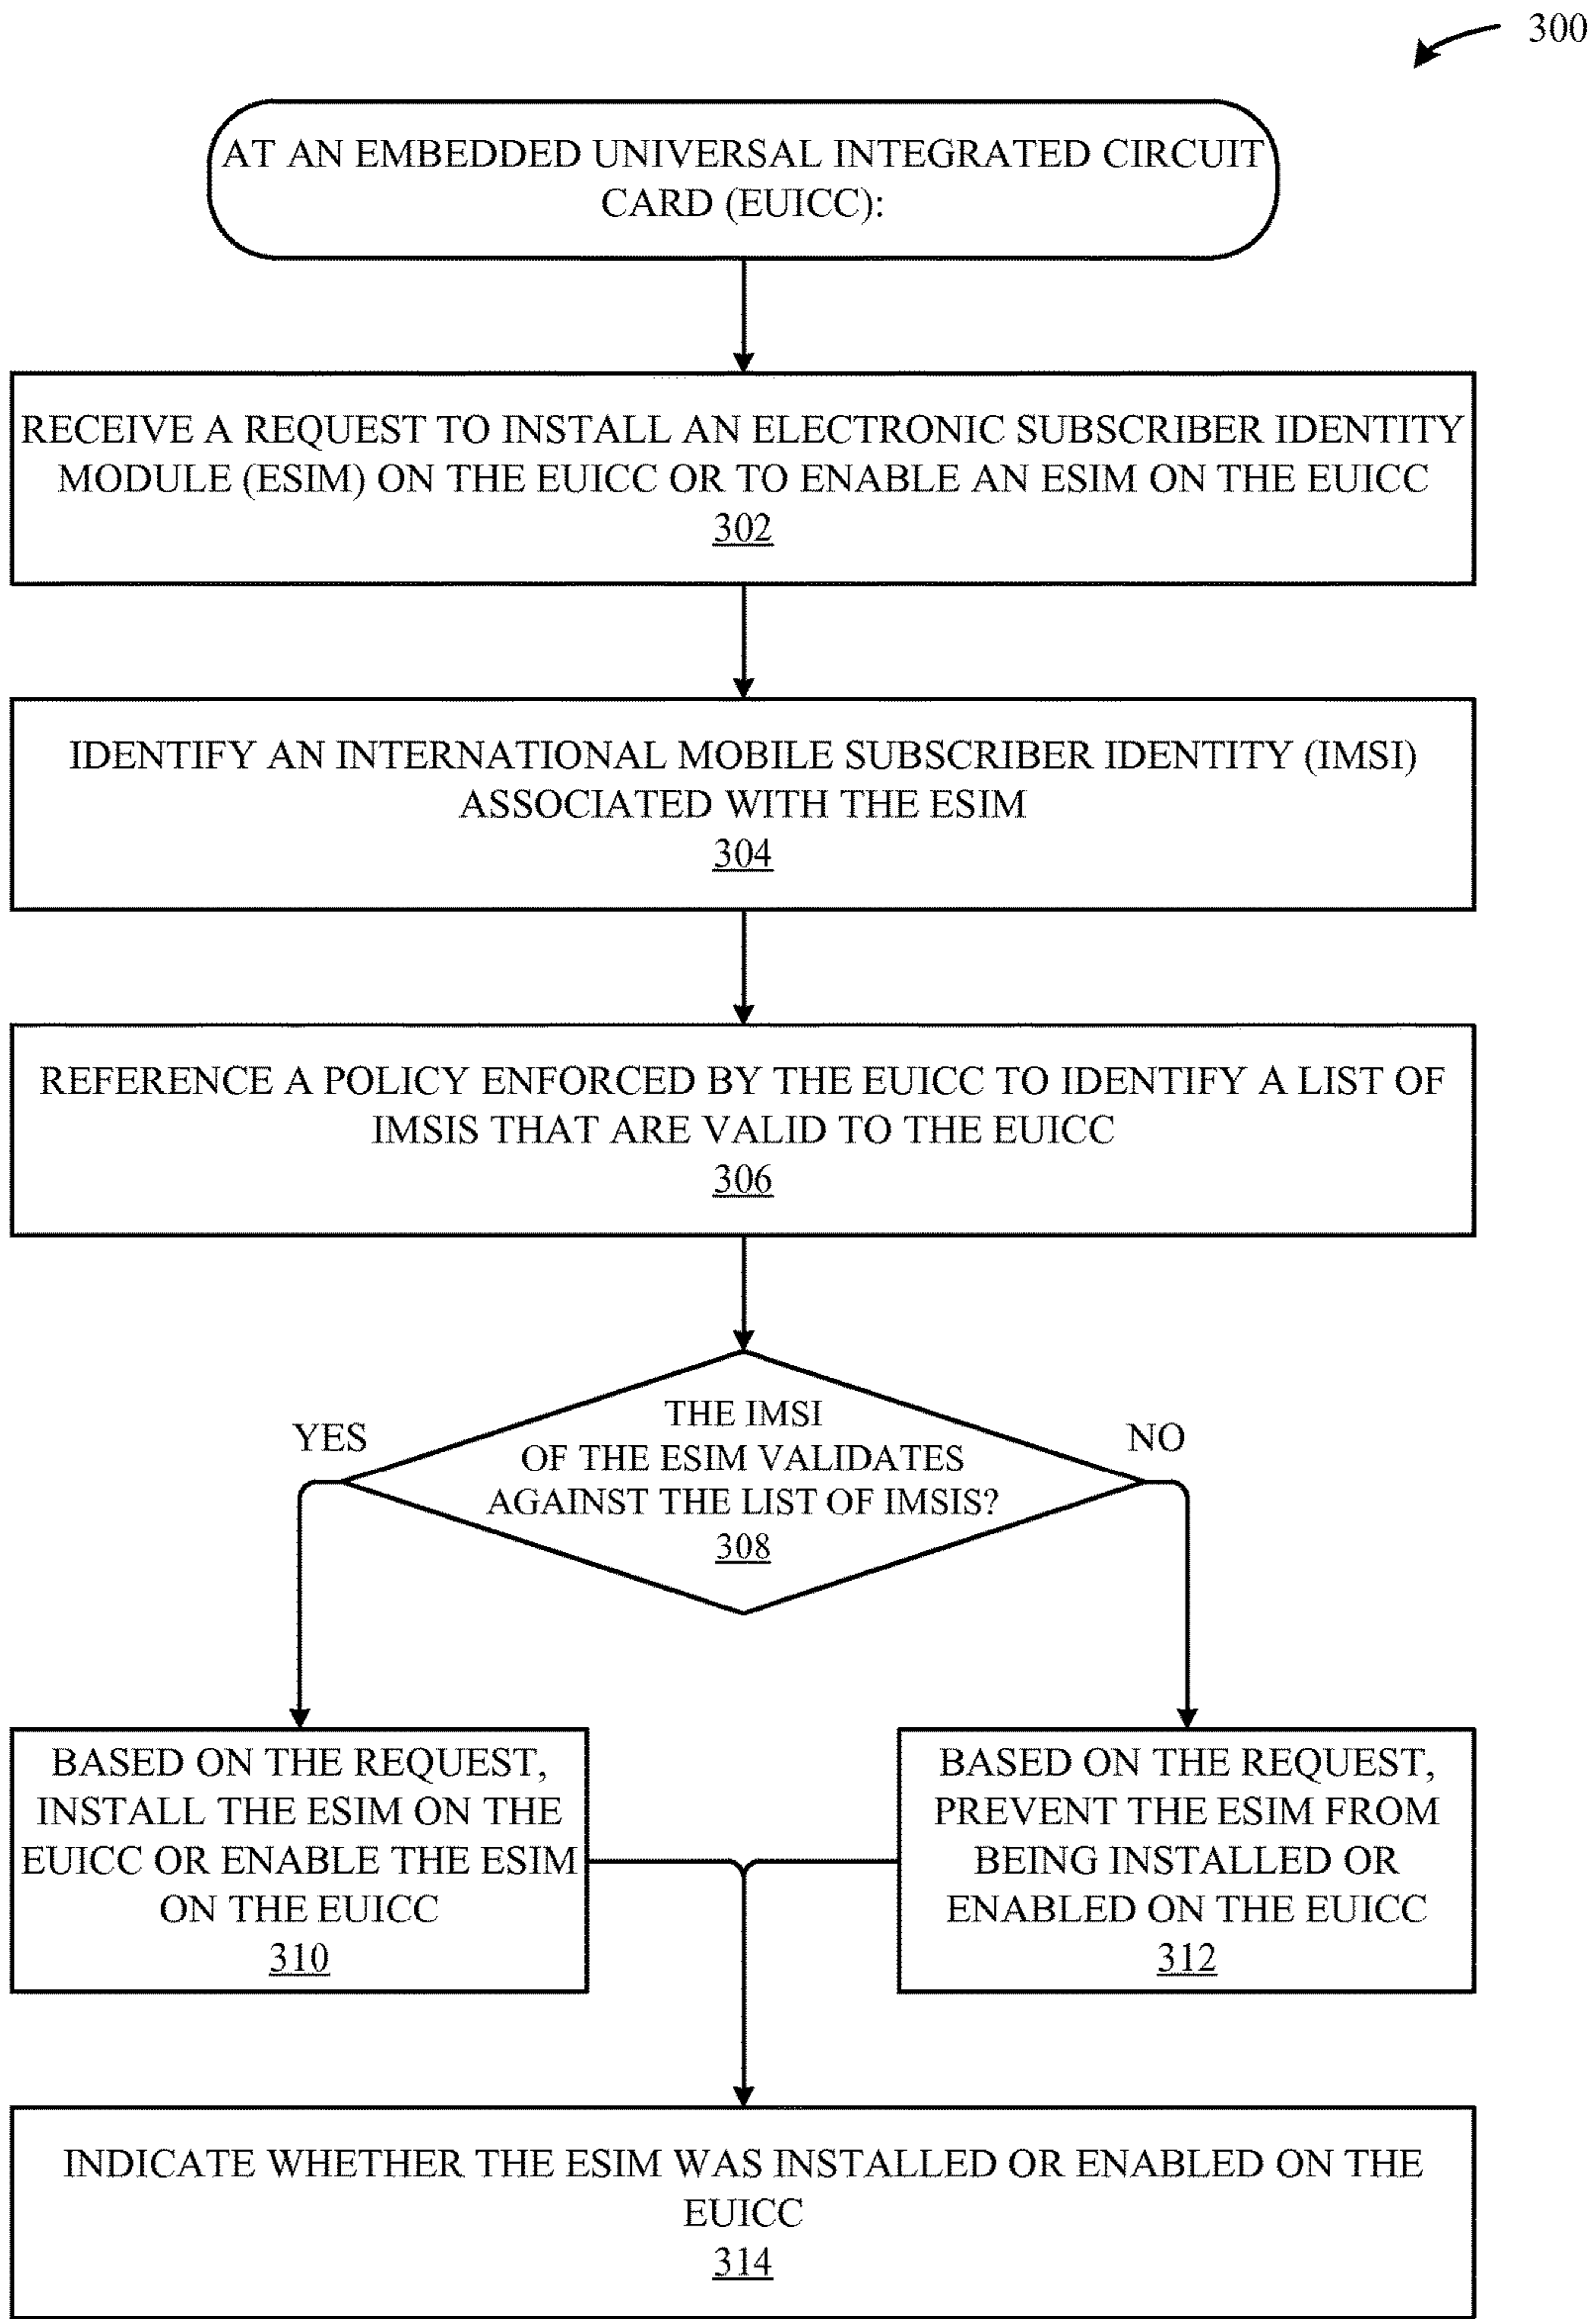 300
AT AN EMBEDDED UNIVERSAL INTEGRATED CIRCUIT
CARD (EUICC):
RECEIVE A REQUEST TO INSTALL AN ELECTRONIC SUBSCRIBER IDENTITY
MODULE (ESIM) ON THE EUICC OR TO ENABLE AN ESIM ON THE EUICC
302
IDENTIFY AN INTERNATIONAL MOBILE SUBSCRIBER IDENTITY (IMSI)
ASSOCIATED WITH THE ESIM
304
REFERENCE A POLICY ENFORCED BY THE EUICC TO IDENTIFY A LIST OF
IMSIS THAT ARE VALID TO THE EUICC
306
THE IMSI
OF THE ESIM VALIDATES
AGAINST THE LIST OF IMSIS?
308
YES
NO
BASED ON THE REQUEST,
INSTALL THE ESIM ON THE
EUICC OR ENABLE THE ESIM
ON THE EUICC
310
BASED ON THE REQUEST,
PREVENT THE ESIM FROM
BEING INSTALLED OR
ENABLED ON THE EUICC
312
INDICATE WHETHER THE ESIM WAS INSTALLED OR ENABLED ON THE
EUICC
314